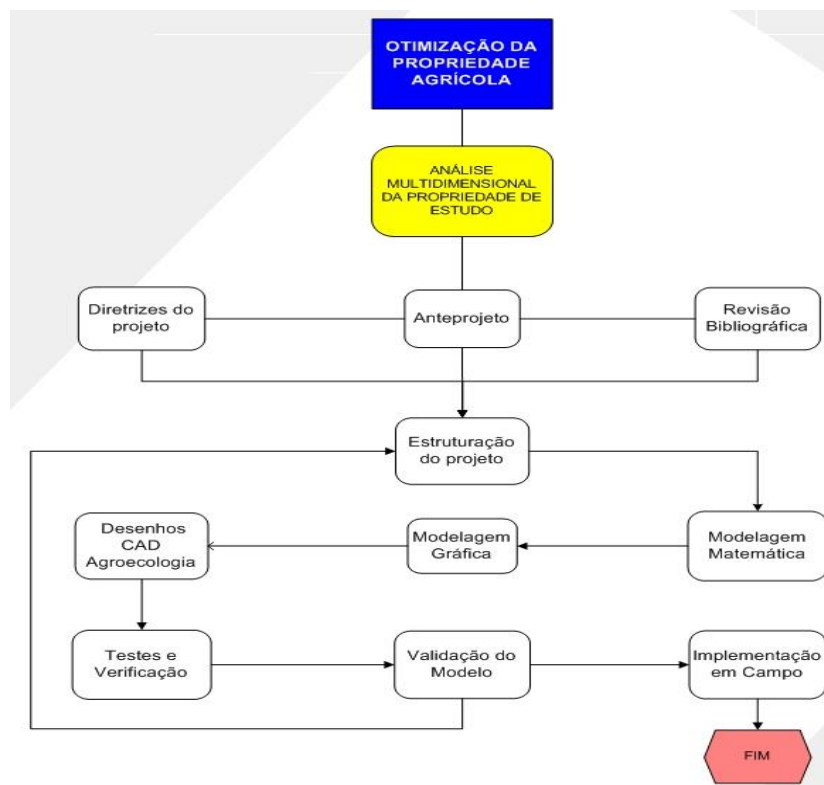 OTIMIZAÇÃO DA
PROPRIEDADE
AGRÍCOLA
ANÁLISE
MULTIDIMENSIONAL
DA PROPRIEDADE DE
ESTUDO
Diretrizes do
projeto
Anteprojeto
Revisão
Bibliográfica
Estruturação
do projeto
Desenhos
CAD
Agroecologia
Modelagem
Gráfica
Modelagem
Matemática
Testes e
Verificação
Validação do
Modelo
Implementação
em Campo
FIM